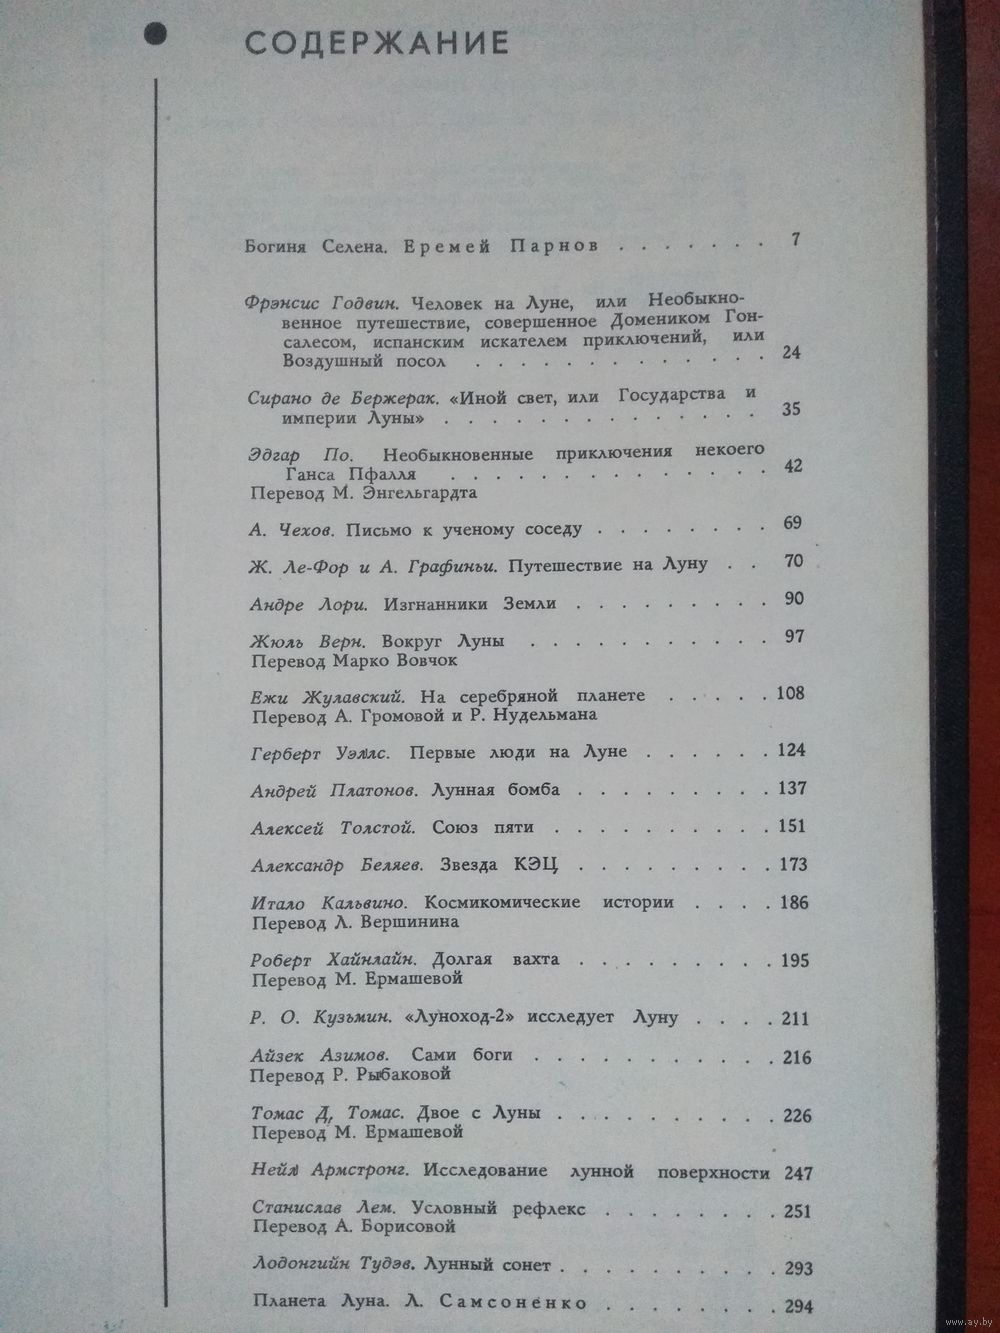 СОДЕРЖАНИЕ
Богиня Селена. Еремей Парнов . . . . . . . 7
Фрэнсис Годвин. Человек на Луне, или Необыкно-
венное путешествие, совершенное Домеником Гон-
салесом, испанским искателем приключений, или
Воздушный посол . . . . . . . . . . . . . 24
Сирано де Бержерак. «Иной свет, или Государства и
империи Луны» . . . . . . . . . . . . . . 35
Эдгар По. Необыкновенные приключения некоего
Ганса Пфалля . . . . . . . . . . . . . . 42
Перевод М. Энгельгардта
А. Чехов. Письмо к ученому соседу . . . . . . . . 69
Ж. Ле-Фор и А. Графиньи. Путешествие на Луну . . 70
Андре Лори. Изгнанники Земли . . . . . . . . . 90
Жюль Верн. Вокруг Луны . . . . . . . . . . . 97
Перевод Марко Вовчок
Ежи Жулавский. На серебряной планете . . . . . 108
Перевод А. Громовой и Р. Нудельмана
Герберт Уэллс. Первые люди на Луне . . . . . . 124
Андрей Платонов. Лунная бомба . . . . . . . . . 137
Алексей Толстой. Союз пяти . . . . . . . . . . 151
Александр Беляев. Звезда КЭЦ . . . . . . . . . 173
Итало Кальвино. Космикомические истории . . . . 186
Перевод Л. Вершинина
Роберт Хайнлайн. Долгая вахта . . . . . . . . . 195
Перевод М. Ермашевой
Р. О. Кузьмин. «Луноход-2» исследует Луну . . . . 211
Айзек Азимов. Сами боги . . . . . . . . . . . 216
Перевод Р. Рыбаковой
Томас Д, Томас. Двое с Луны . . . . . . . . . . 226
Перевод М. Ермашевой
Нейл Армстронг. Исследование лунной поверхности 247
Станислав Лем. Условный рефлекс . . . . . . . . 251
Перевод А. Борисовой
Лодонгийн Тудэв. Лунный сонет . . . . . . . . . . 293
Планета Луна. Л. Самсоненко . . . . . . . . 294
www.ay.by